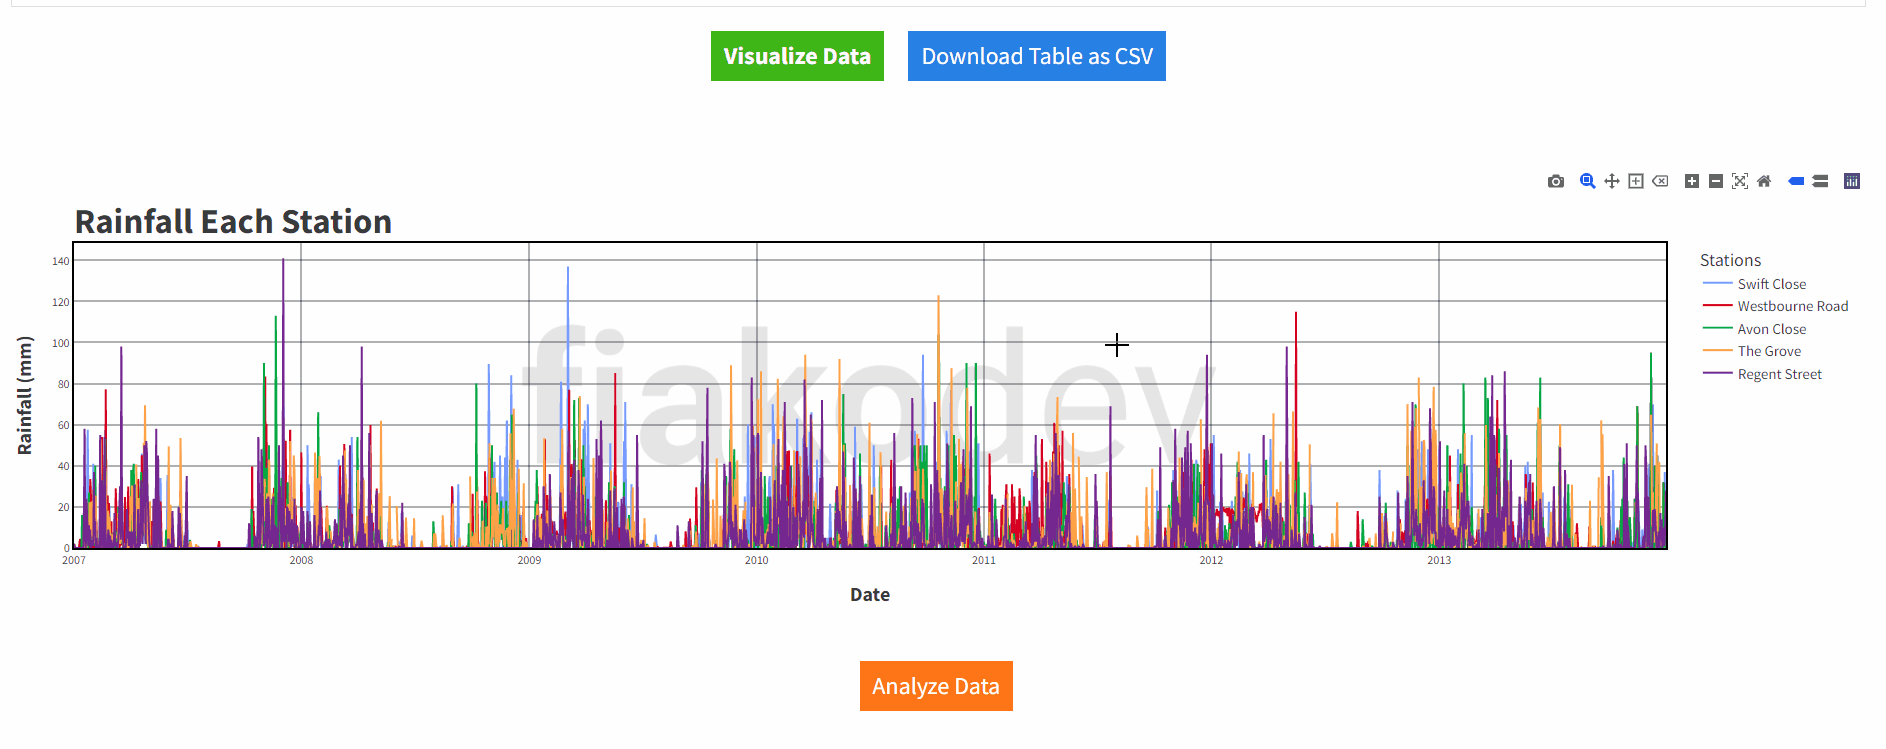 Visualize Data
Download Table as CSV
Rainfall Each Station
Rainfall (mm)
140
120
100
80
60
40
20
0
2007
2008
2009
2010
2011
2012
2013
Date
fiakodev
Stations
Swift Close
Westbourne Road
Avon Close
The Grove
Regent Street
Analyze Data